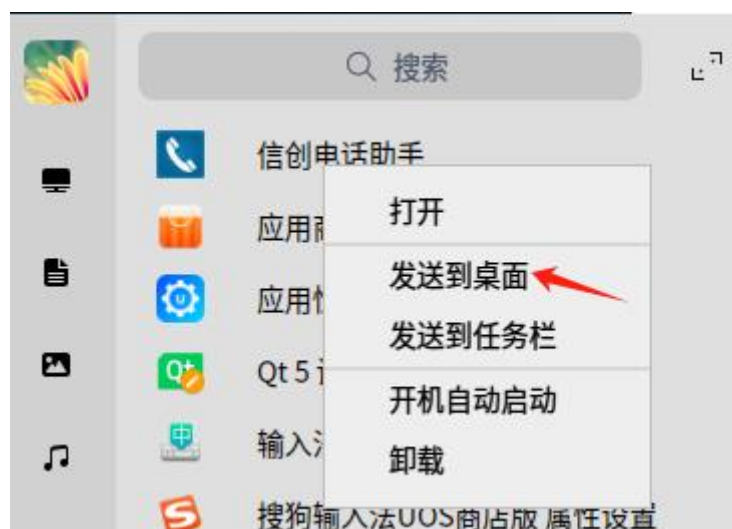 搜索
信创电话助手
打开
应用
发送到桌面
应用
发送到任务栏
Qt 5
开机自动启动
输入
卸载
搜狗输入法UOS商店版 属性设置